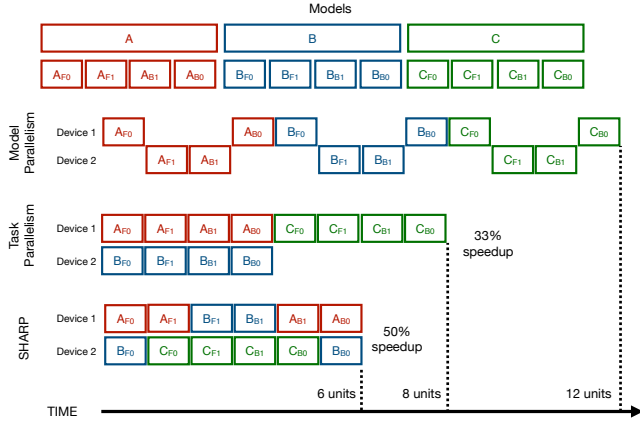 Models
A B C
AF0 AF1 AB1 AB0 BF0 BF1 BB1 BB0 CF0 CF1 CB1 CB0
Model
Parallelism
Device 1 AF0 AB0 BF0 BB0 CF0 CB0
Device 2 AF1 AB1 BF1 BB1 CF1 CB1
Task
Parallelism
Device 1 AF0 AF1 AB1 AB0 CF0 CF1 CB1 CB0
Device 2 BF0 BF1 BB1 BB0
33%
speedup
SHARP
Device 1 AF0 AF1 BF1 BB1 AB1 AB0
Device 2 BF0 CF0 CF1 CB1 CB0 BB0
50%
speedup
6 units 8 units 12 units
TIME